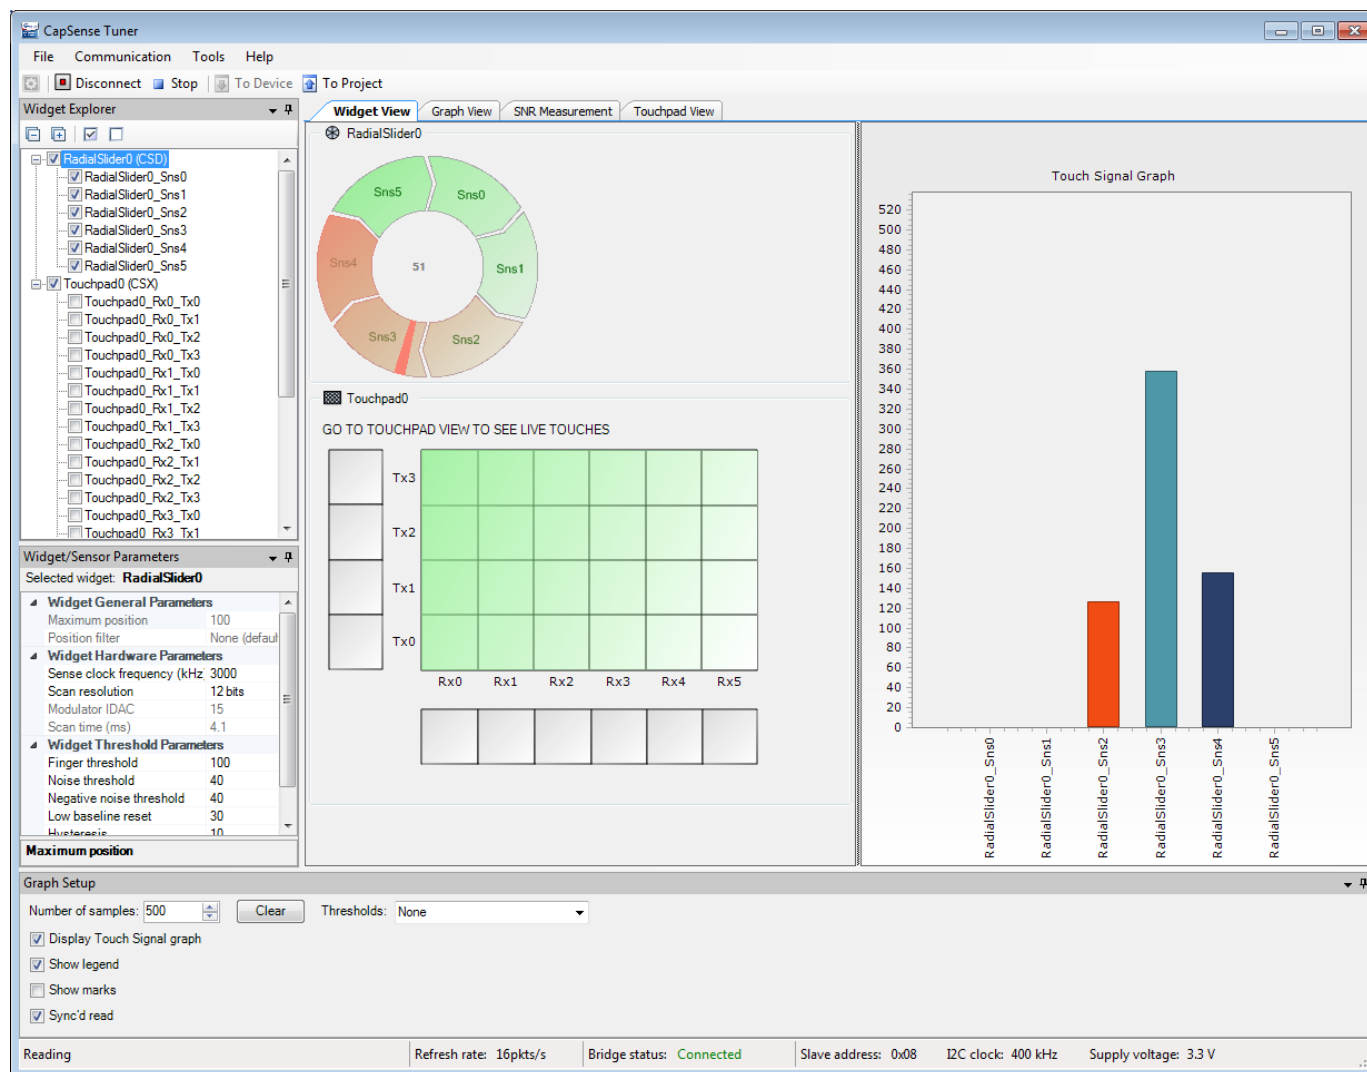 CapSense Tuner
File Communication Tools Help
Disconnect Stop To Device To Project
Widget Explorer
RadialSlider0 (CSD)
RadialSlider0_Sns0
RadialSlider0_Sns1
RadialSlider0_Sns2
RadialSlider0_Sns3
RadialSlider0_Sns4
RadialSlider0_Sns5
Touchpad0 (CSX)
Touchpad0_Rx0_Tx0
Touchpad0_Rx0_Tx1
Touchpad0_Rx0_Tx2
Touchpad0_Rx0_Tx3
Touchpad0_Rx1_Tx0
Touchpad0_Rx1_Tx1
Touchpad0_Rx1_Tx2
Touchpad0_Rx1_Tx3
Touchpad0_Rx2_Tx0
Touchpad0_Rx2_Tx1
Touchpad0_Rx2_Tx2
Touchpad0_Rx2_Tx3
Touchpad0_Rx3_Tx0
Touchpad0_Rx3_Tx1
Widget/Sensor Parameters
Selected widget: RadialSlider0
Widget General Parameters
Maximum position 100
Position filter None (defaul
Widget Hardware Parameters
Sense clock frequency (kHz 3000
Scan resolution 12 bits
Modulator IDAC 15
Scan time (ms) 4.1
Widget Threshold Parameters
Finger threshold 100
Noise threshold 40
Negative noise threshold 40
Low baseline reset 30
Hysteresis 10
Maximum position
Widget View Graph View SNR Measurement Touchpad View
RadialSlider0
Sns5 Sns0
Sns4 51 Sns1
Sns3 Sns2
Touchpad0
GO TO TOUCHPAD VIEW TO SEE LIVE TOUCHES
Tx3
Tx2
Tx1
Tx0
Rx0 Rx1 Rx2 Rx3 Rx4 Rx5
Touch Signal Graph
520
500
480
460
440
420
400
380
360
340
320
300
280
260
240
220
200
180
160
140
120
100
80
60
40
20
0
RadialSlider0_Sns0
RadialSlider0_Sns1
RadialSlider0_Sns2
RadialSlider0_Sns3
RadialSlider0_Sns4
RadialSlider0_Sns5
Graph Setup
Number of samples: 500 Clear Thresholds: None
Display Touch Signal graph
Show legend
Show marks
Sync'd read
Reading Refresh rate: 16pkts/s Bridge status: Connected Slave address: 0x08 I2C clock: 400 kHz Supply voltage: 3.3 V